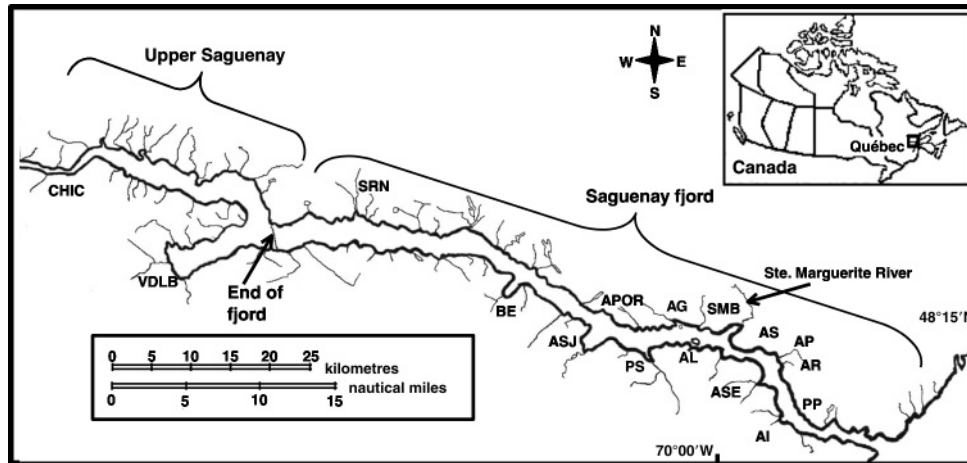 Upper Saguenay
N
W E
S
Québec
Canada
CHIC
SRN
Saguenay fjord
VDLB
End of
fjord
Ste. Marguerite River
BE
APOR
AG
SMB
48°15'N
AS
AP
ASJ
PS
AL
AR
ASE
PP
AI
0 5 10 15 20 25
kilometres
nautical miles
0 5 10 15
70°00'W